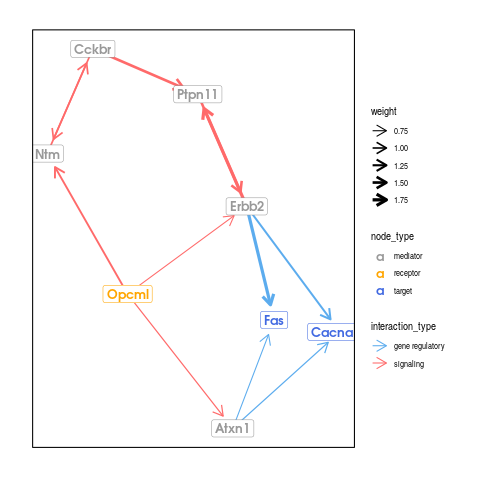 Cckbr
Ptpn11
Ntm
Erbb2
Opcml
Fas
Cacna
Atxn1
weight
0.75
1.00
1.25
1.50
1.75
node_type
a mediator
a receptor
a target
interaction_type
gene regulatory
signaling